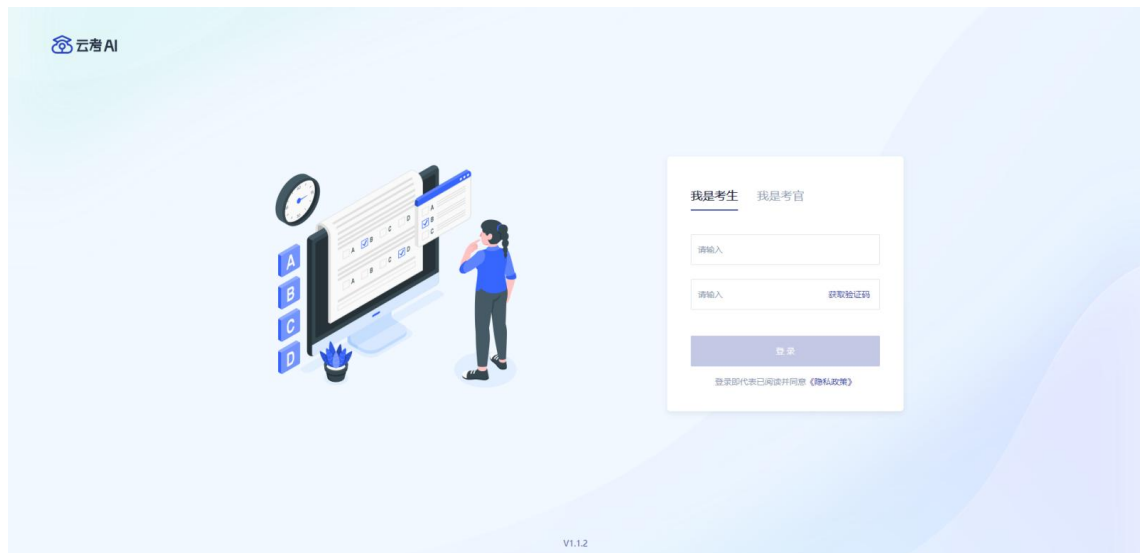 云考AI
我是考生 我是考官
请输入
请输入 获取验证码
登录
登录即代表已阅读并同意《隐私政策》
A B C D
A B C D
A
B
C
A
B
C
D
V1.1.2